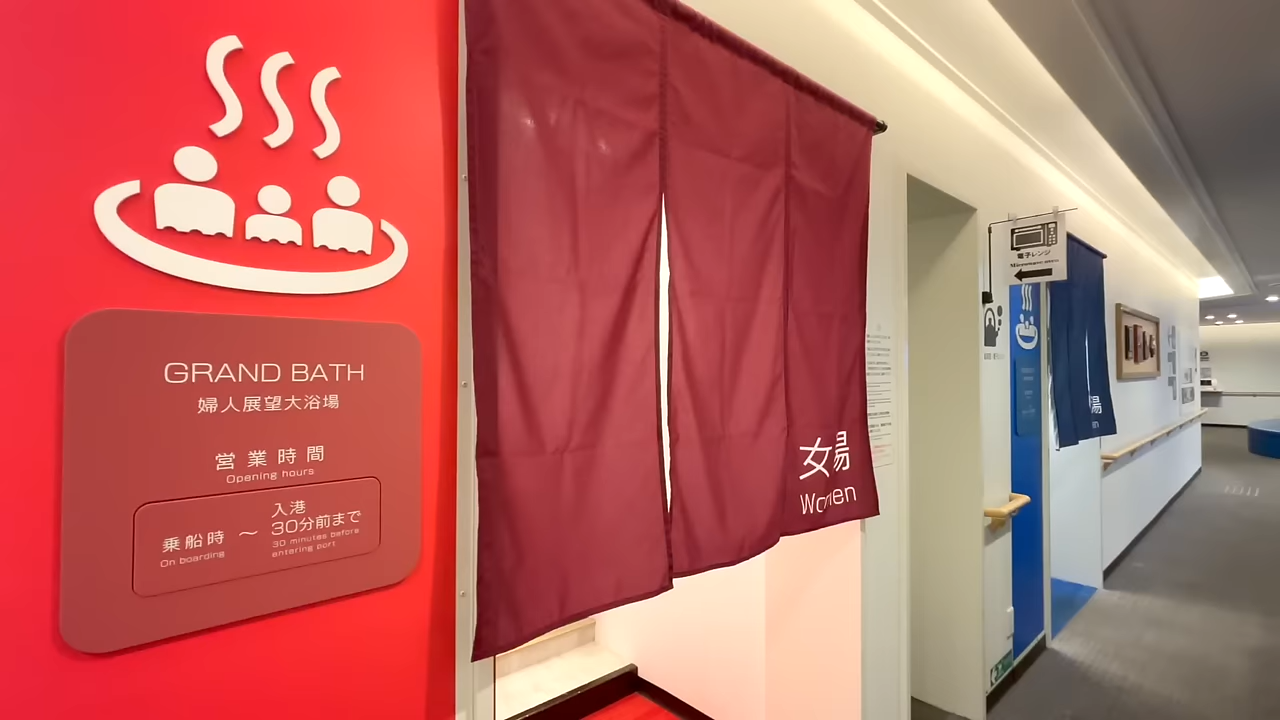 GRAND BATH
婦人展望大浴場
営業時間
Opening hours
乗船時
On boarding
～
入港
30分前まで
30 minutes before
entering port
女湯
Women
電子レンジ
湯